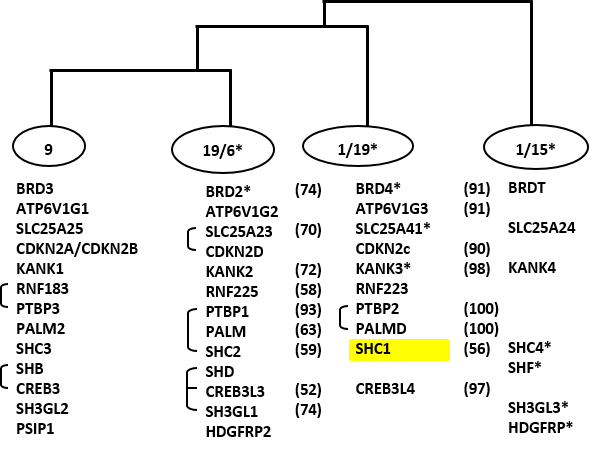 9 19/6* 1/19* 1/15*
BRD3 BRD2* (74) BRD4* (91) BRDT
ATP6V1G1 ATP6V1G2 ATP6V1G3 (91)
SLC25A25 SLC25A23 (70) SLC25A41* SLC25A24
CDKN2A/CDKN2B CDKN2D CDKN2c (90)
KANK1 KANK2 (72) KANK3* (98) KANK4
RNF183 RNF225 (58) RNF223
PTBP3 PTBP1 (93) PTBP2 (100)
PALM2 PALM (63) PALMD (100)
SHC3 SHC2 (59) SHC1 (56) SHC4*
SHB SHD SHF*
CREB3 CREB3L3 (52) CREB3L4 (97)
SH3GL2 SH3GL1 (74) SH3GL3*
PSIP1 HDGFRP2 HDGFRP*